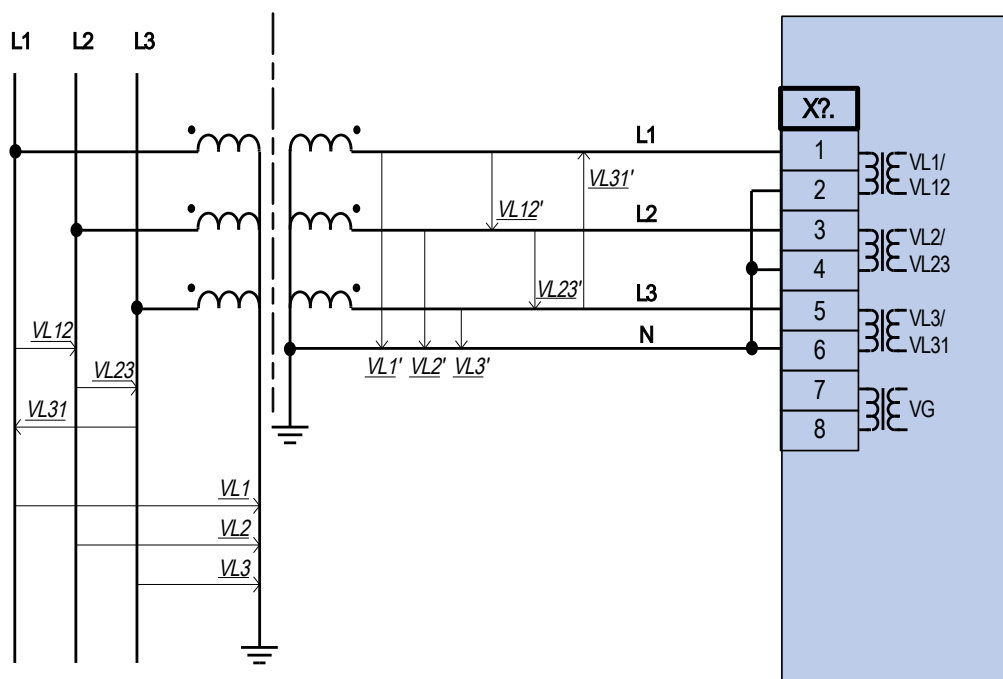 L1 L2 L3
X?.
L1
1
VL1/
VL31'
VL12
2
VL12'
L2
3
VL2/
VL23
4
VL23'
L3
5
VL3/
VL31
6
N
VL12
VL1' VL2' VL3'
VL23
7
VG
VL31
8
VL1
VL2
VL3